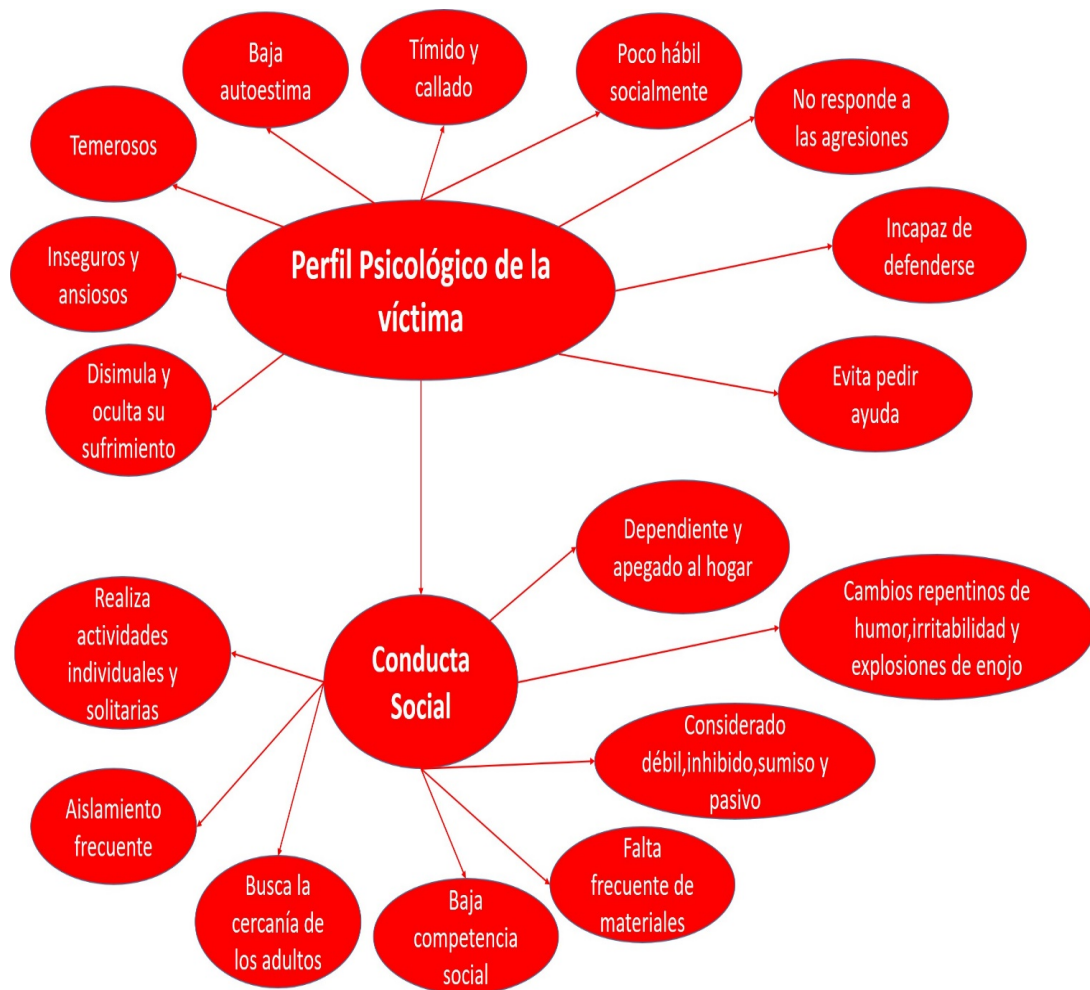 Baja
autoestima
Tímido y
callado
Poco hábil
socialmente
No responde a
las agresiones
Temerosos
Inseguros y
ansiosos
Perfil Psicológico de la
víctima
Incapaz de
defenderse
Disimula y
oculta su
sufrimiento
Evita pedir
ayuda
Dependiente y
apegado al hogar
Realiza
actividades
individuales y
solitarias
Conducta
Social
Cambios repentinos de
humor,irritabilidad y
explosiones de enojo
Considerado
débil,inhibido,sumiso y
pasivo
Aislamiento
frecuente
Busca la
cercanía de
los adultos
Baja
competencia
social
Falta
frecuente de
materiales